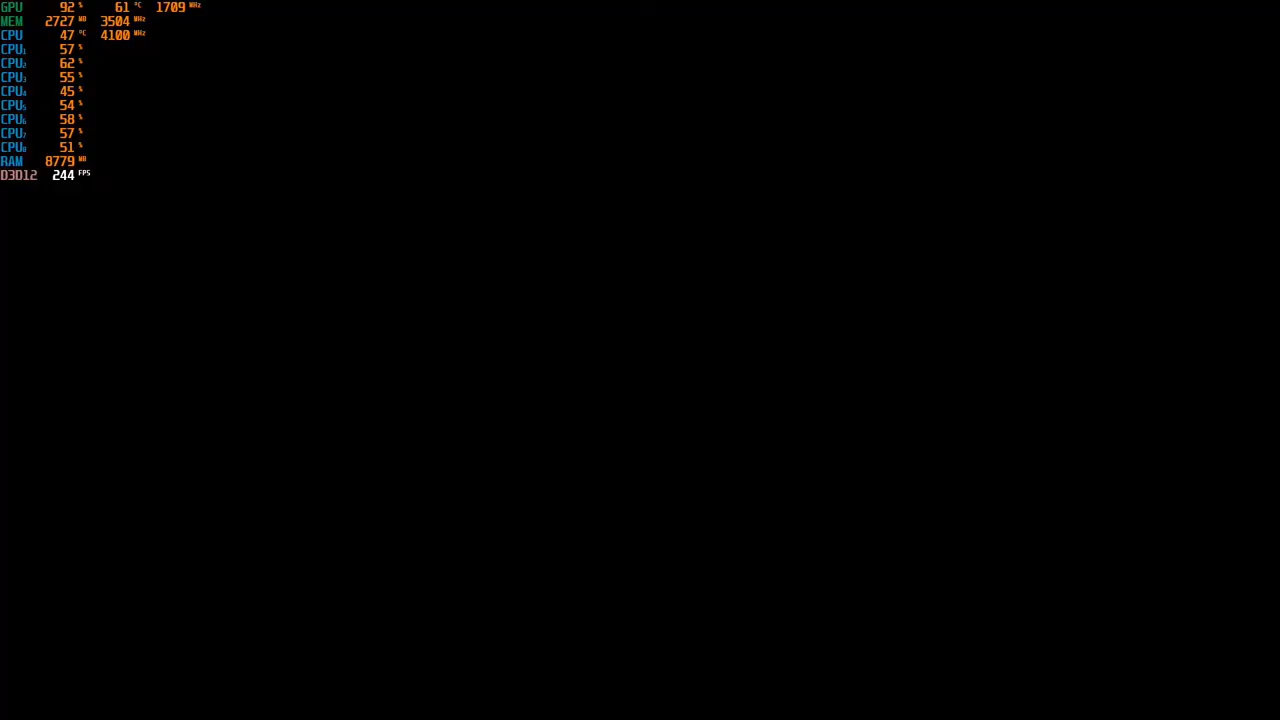 GPU 92 % 61 °C 1709 MHz
MEM 2727 MB 3504 MHz
CPU 47 °C 4100 MHz
CPU1 57 %
CPU2 62 %
CPU3 55 %
CPU4 45 %
CPU5 54 %
CPU6 58 %
CPU7 57 %
CPU8 51 %
RAM 8779 MB
D3D12 244 FPS